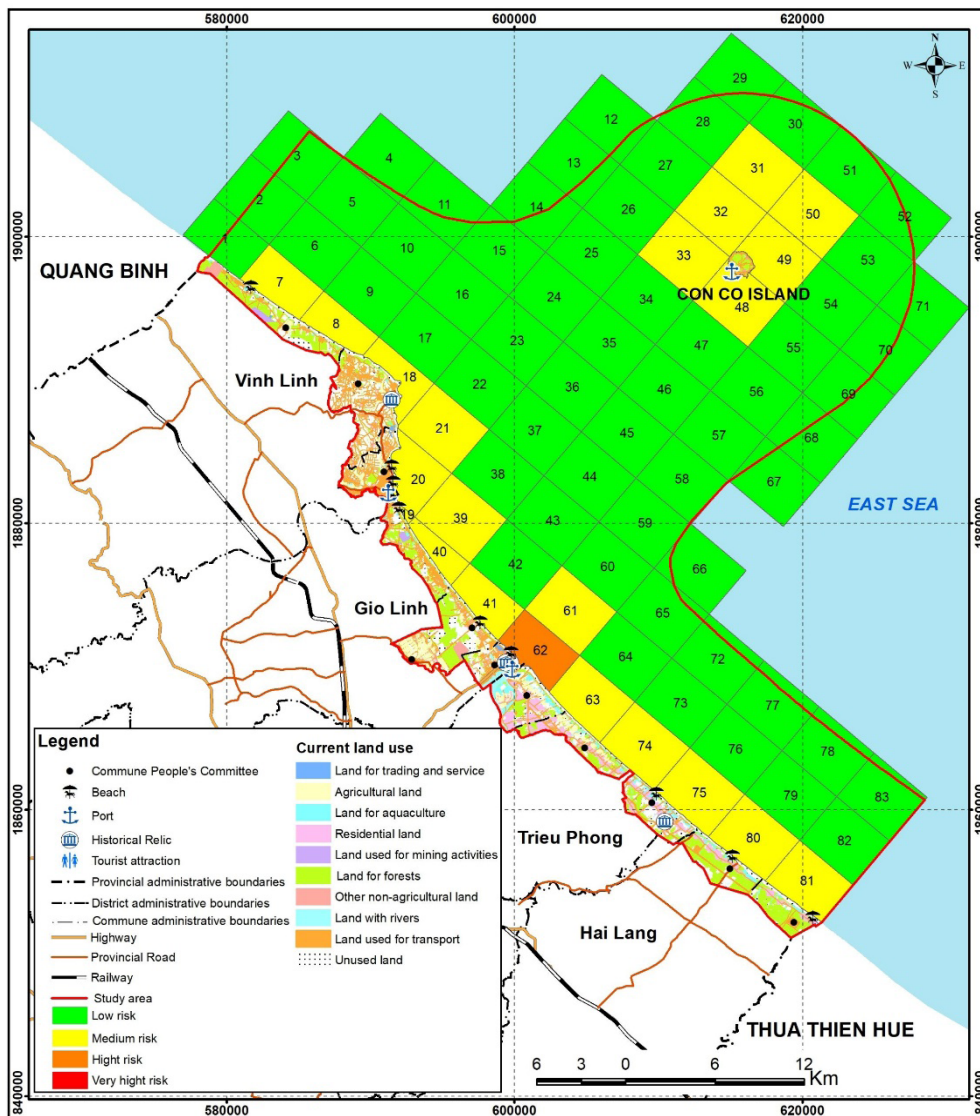 580000
600000
620000
N
W E
S
29
12
28
30
3
4
13
27
31
51
2
5
11
14
26
32
50
52
1
6
10
15
25
33
49
53
1900000
1900000
QUANG BINH
7
9
16
24
34
CON CO ISLAND
48
54
71
8
17
23
35
47
55
70
Vinh Linh
18
22
36
46
56
69
21
37
45
57
68
20
38
44
58
67
EAST SEA
19
39
43
59
1880000
1880000
40
42
60
66
Gio Linh
41
61
65
62
64
72
63
73
77
74
76
78
75
79
83
80
82
81
1860000
Trieu Phong
Hai Lang
THUA THIEN HUE
Legend
Commune People's Committee
Beach
Port
Historical Relic
Tourist attraction
Provincial administrative boundaries
District administrative boundaries
Commune administrative boundaries
Highway
Provincial Road
Railway
Study area
Low risk
Medium risk
Hight risk
Very hight risk
Current land use
Land for trading and service
Agricultural land
Land for aquaculture
Residential land
Land used for mining activities
Land for forests
Other non-agricultural land
Land with rivers
Land used for transport
Unused land
6 3 0 6 12
Km
580000
600000
620000